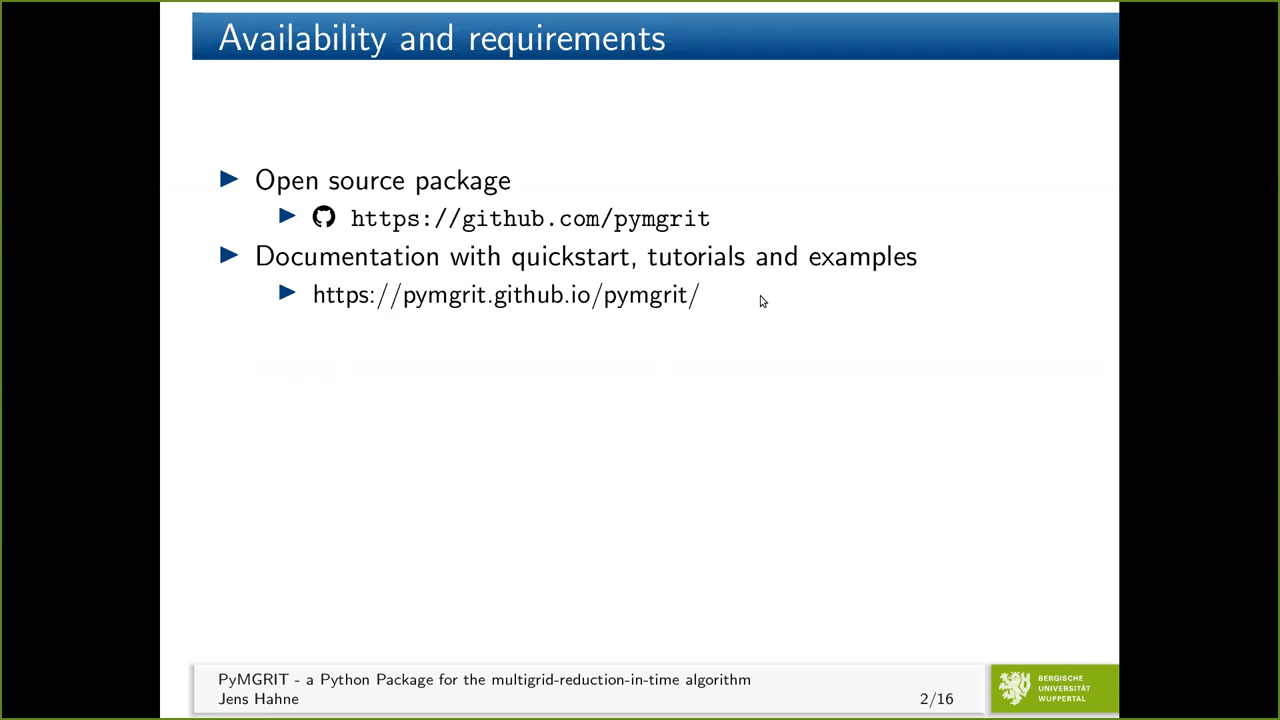 Availability and requirements
Open source package
https://github.com/pymgrit
Documentation with quickstart, tutorials and examples
https://pymgrit.github.io/pymgrit/
PyMGRIT - a Python Package for the multigrid-reduction-in-time algorithm
Jens Hahne
2/16
BERGISCHE
UNIVERSITÄT
WUPPERTAL